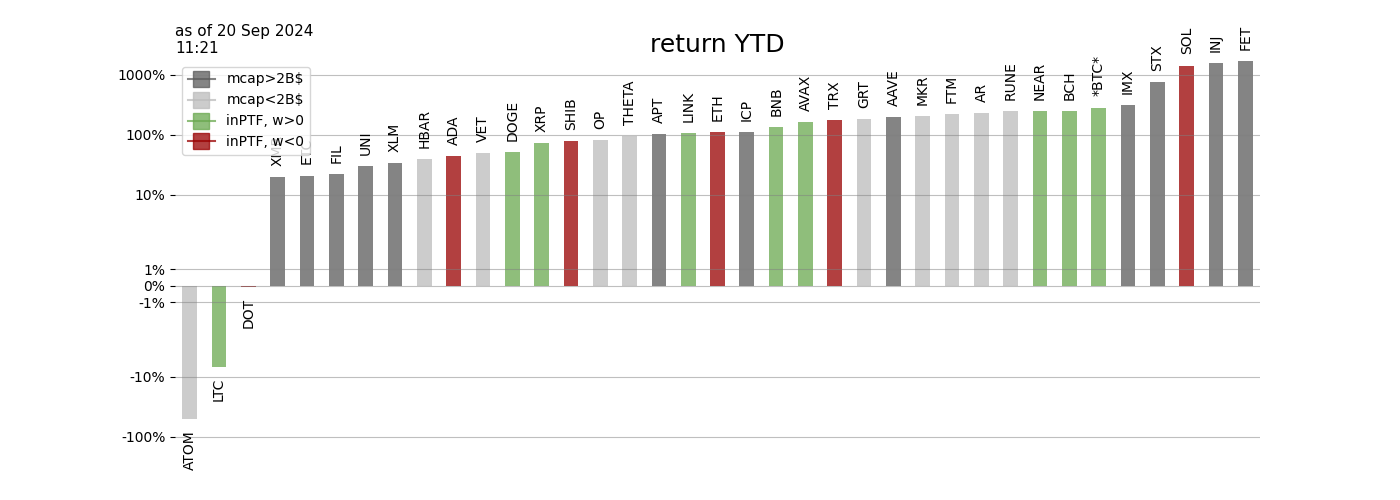 as of 20 Sep 2024
11:21
return YTD
mcap>2B$
mcap<2B$
inPTF, w>0
inPTF, w<0
1000%
100%
10%
1%
0%
-1%
-10%
-100%
ATOM
LTC
DOT
FIL
UNI
XLM
HBAR
ADA
VET
DOGE
XRP
SHIB
OP
THETA
APT
LINK
ETH
ICP
BNB
AVAX
TRX
GRT
AAVE
MKR
FTM
AR
RUNE
NEAR
BCH
*BTC*
IMX
STX
SOL
INJ
FET